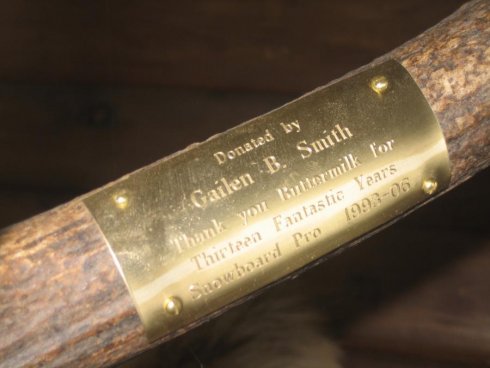 Donated by
Gailen B. Smith
Thank you Buttermilk for
Thirteen Fantastic Years
Snowboard Pro 1993-06